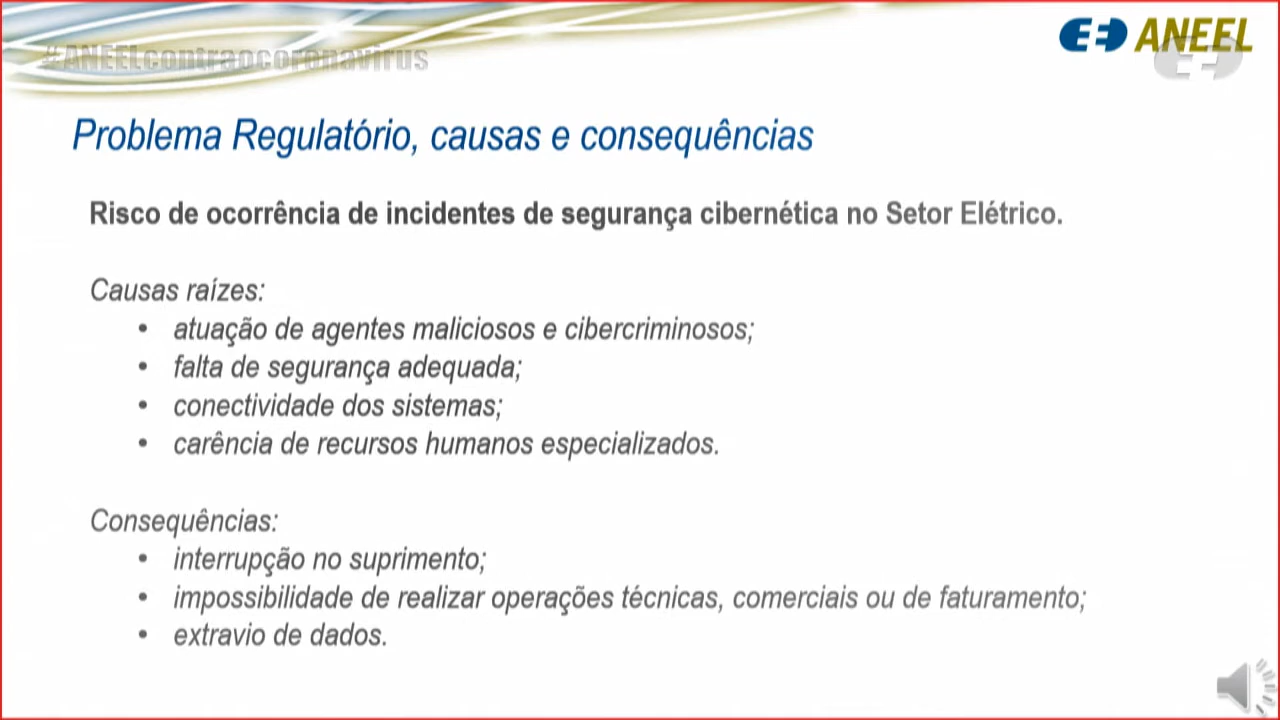 #ANEELcontraocoronavirus
ANEEL
Problema Regulatório, causas e consequências
Risco de ocorrência de incidentes de segurança cibernética no Setor Elétrico.
Causas raízes:
• atuação de agentes maliciosos e cibercriminosos;
• falta de segurança adequada;
• conectividade dos sistemas;
• carência de recursos humanos especializados.
Consequências:
• interrupção no suprimento;
• impossibilidade de realizar operações técnicas, comerciais ou de faturamento;
• extravio de dados.